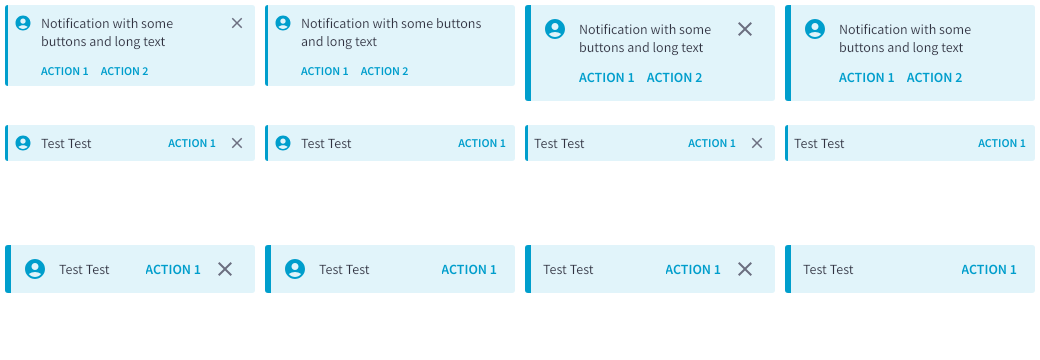 Notification with some
buttons and long text
ACTION 1 ACTION 2
Notification with some buttons
and long text
ACTION 1 ACTION 2
Notification with some
buttons and long text
ACTION 1 ACTION 2
Notification with some
buttons and long text
ACTION 1 ACTION 2
Test Test ACTION 1
Test Test ACTION 1
Test Test ACTION 1
Test Test ACTION 1
Test Test ACTION 1
Test Test ACTION 1
Test Test ACTION 1
Test Test ACTION 1